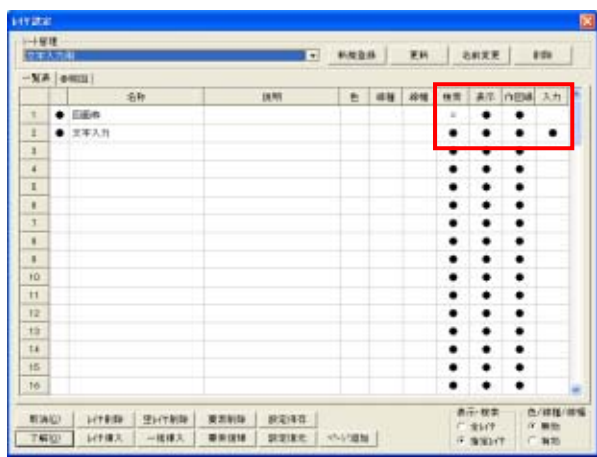 レイヤ設定
シート管理
文字入力用 新規登録 更新 名前変更 削除
一覧表 参照図
名称 説明 色 線種 線幅 検索 表示 作図線 入力
1 ● 図面枠 ● ●
2 ● 文字入力 ● ● ● ●
3 ● ● ●
4 ● ● ●
5 ● ● ●
6 ● ● ●
7 ● ● ●
8 ● ● ●
9 ● ● ●
10 ● ● ●
11 ● ● ●
12 ● ● ●
13 ● ● ●
14 ● ● ●
15 ● ● ●
16 ● ● ●
取消(C) レイヤ削除 空レイヤ削除 要素削除 設定保存
了解(O) レイヤ挿入 一括挿入 要素復帰 設定復元 ページ追加
表示・検索 色/線種/線幅
全レイヤ 無効
指定レイヤ 有効